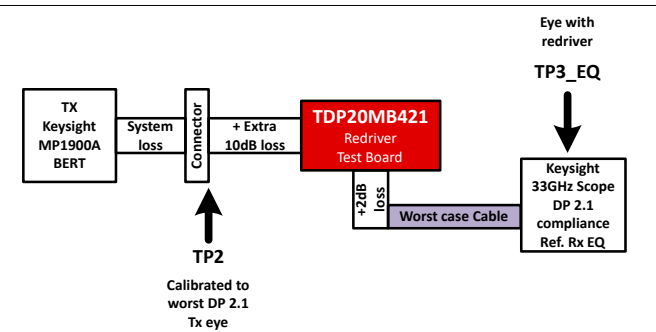 Eye with
redriver
TP3_EQ
TX
Keysight
MP1900A
BERT
System
loss
Connector
+ Extra
10dB loss
TDP20MB421
Redriver
Test Board
+2dB
loss
Worst case Cable
Keysight
33GHz Scope
DP 2.1
compliance
Ref. Rx EQ
TP2
Calibrated to
worst DP 2.1
Tx eye